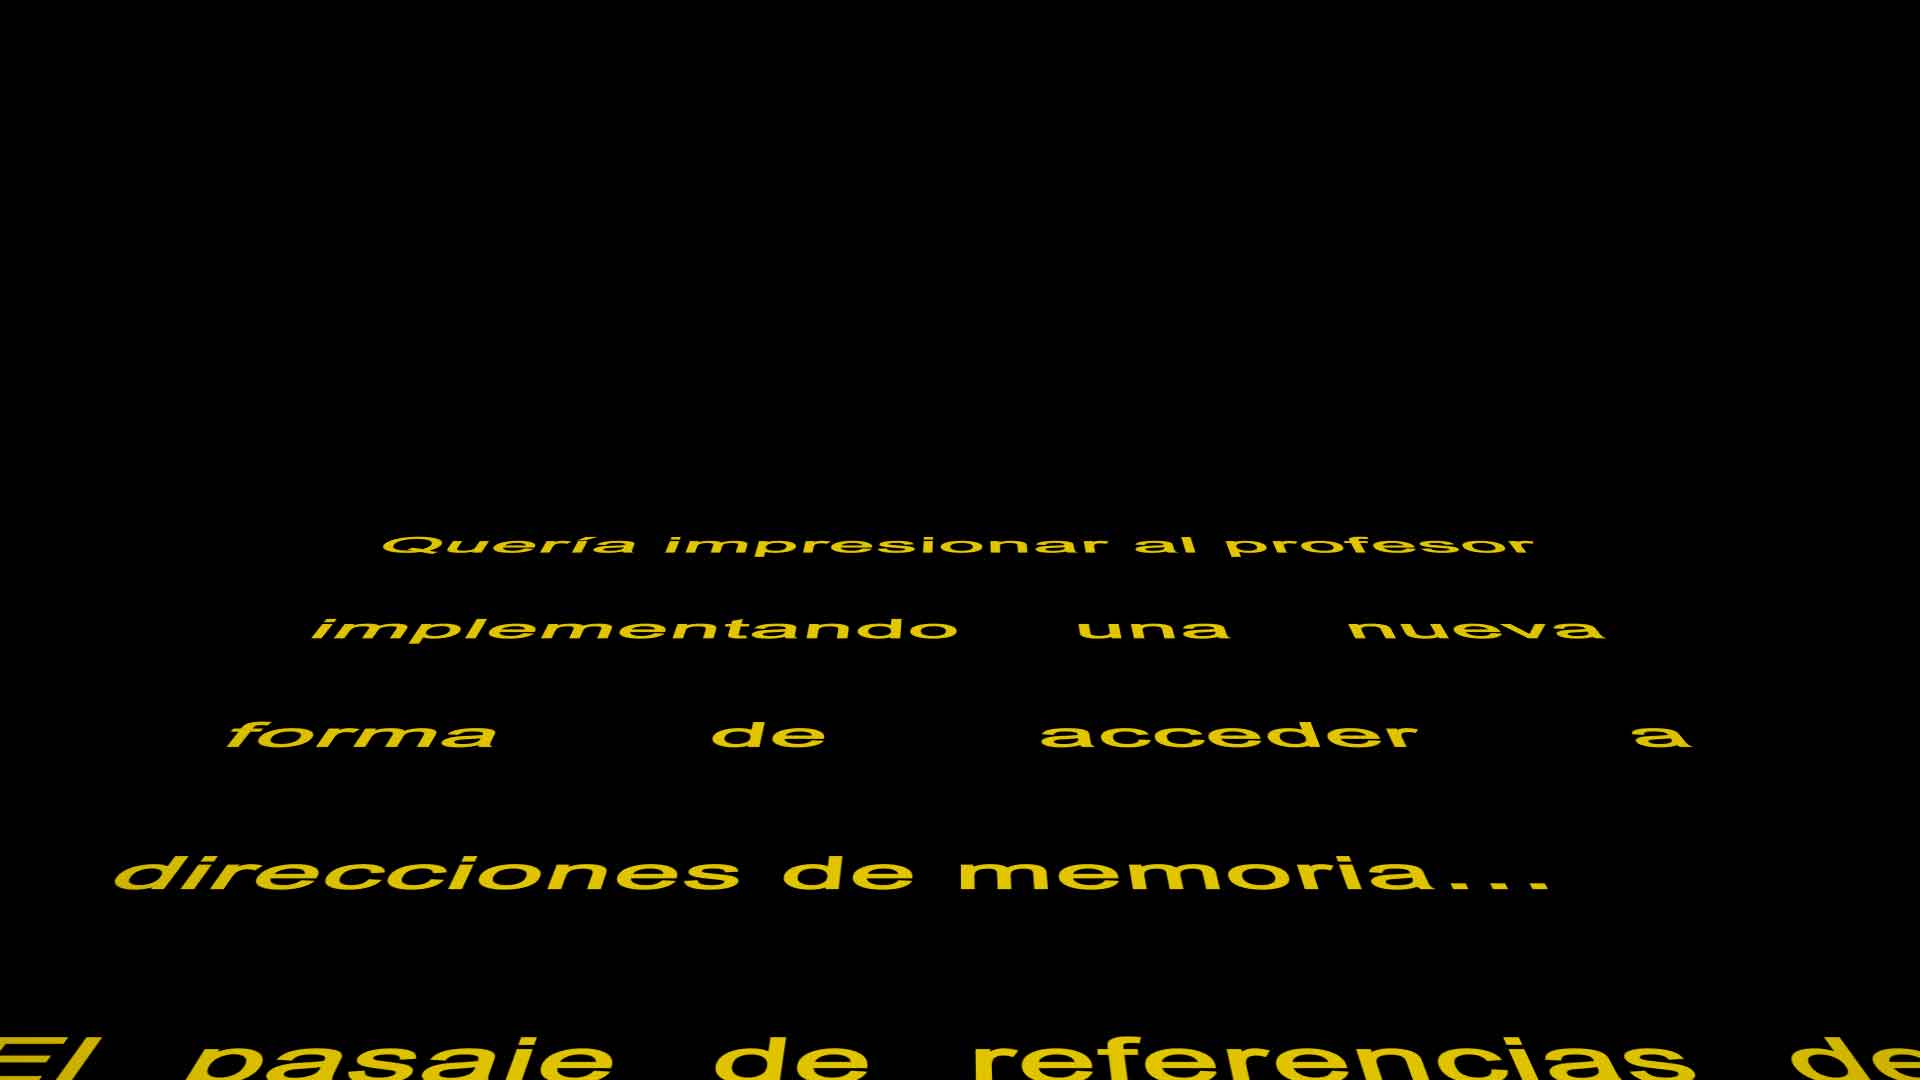 Quería impresionar al profesor
implementando una nueva
forma de acceder a
direcciones de memoria...
El pasaje de referencias de